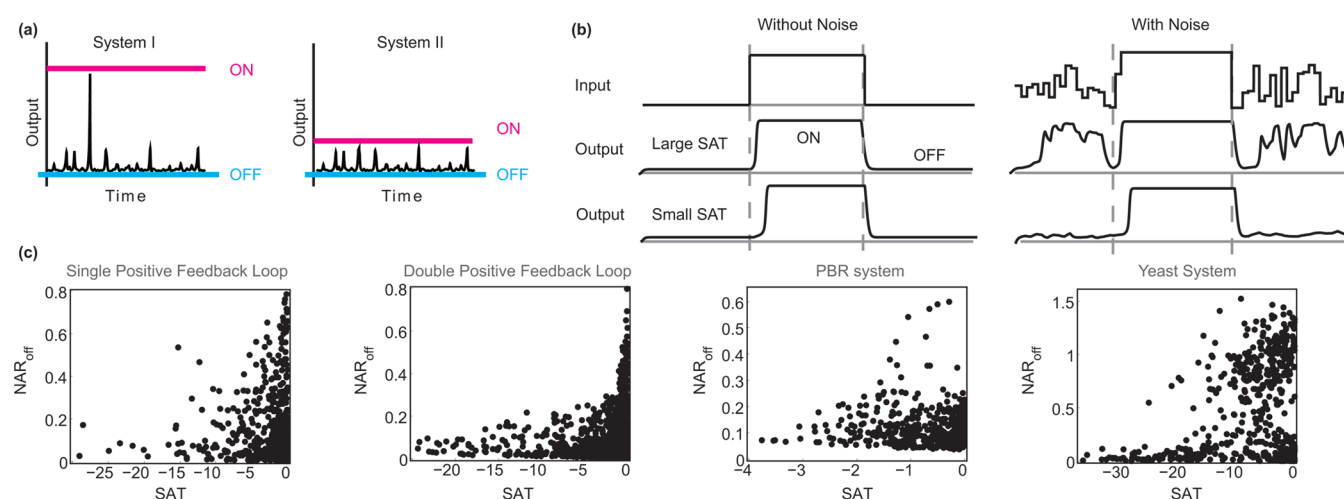 (a)
System I
System II
ON
OFF
Output
Time
ON
OFF
Output
Time
(b)
Without Noise
With Noise
Input
Output
Large SAT
ON
OFF
Output
Small SAT
(c)
Single Positive Feedback Loop
Double Positive Feedback Loop
PBR system
Yeast System
NARoff
0.8
0.6
0.4
0.2
0
−25
−20
−15
−10
−5
0
SAT
NARoff
0.8
0.6
0.4
0.2
0
−20
−15
−10
−5
0
SAT
NARoff
0.6
0.5
0.4
0.3
0.2
0.1
0
−4
−3
−2
−1
0
SAT
NARoff
1.5
1
0.5
0
−30
−20
−10
0
SAT